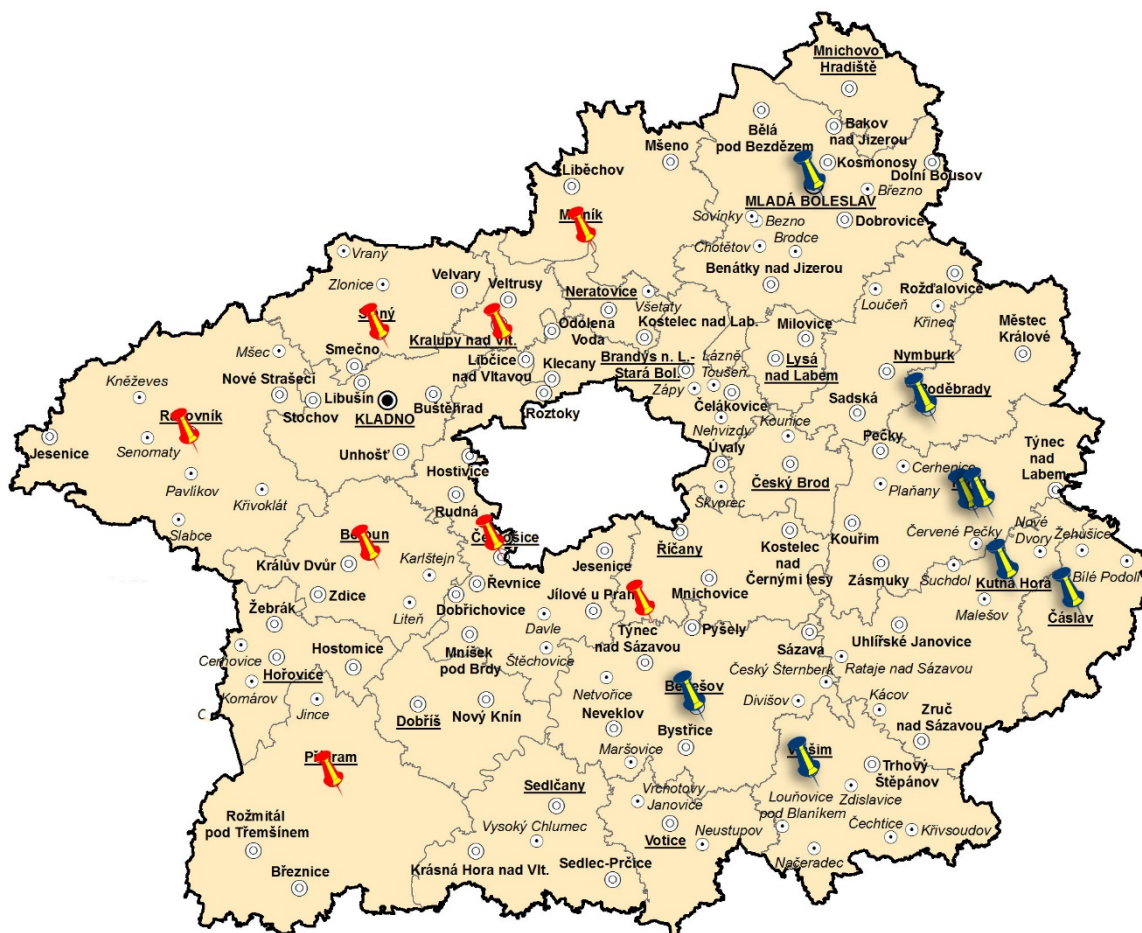 Mnichovo
Hradiště
Bělá
pod Bezdězem
Bakov
nad Jizerou
Mšeno
Kosmonosy
Liběchov
Dolní Bousov
Březno
MLADÁ BOLESLAV
Sovínky
Bezno
Dobrovice
Chotětov
Brodce
Vraný
Velvary
Benátky nad Jizerou
Zlonice
Veltrusy
Neratovice
Všetaty
Loučeň
Rožďalovice
Křinec
Kralupy nad Vlt.
Odolena
Voda
Kostelec nad Lab.
Milovice
Městec
Králové
Mšec
Smečno
Libčice
nad Vltavou
Klecany
Brandýs n. L.-
Stará Bol.
Lázně
Toušeň
Lysá
nad Labem
Nymburk
Kněževes
Nové Strašecí
Libušín
Stochov
KLADNO
Buštěhrad
Roztoky
Zápy
Čelákovice
Sadská
Poděbrady
Nehvizdy
Kounice
Jesenice
Senomaty
Unhošť
Hostivice
Úvaly
Pečky
Cerhenice
Týnec
nad
Labem
Pavlíkov
Křivoklát
Škvorec
Český Brod
Plaňany
Rudná
Slabce
Říčany
Kostelec
nad
Černými lesy
Kouřim
Červené Pečky
Nové
Dvory
Žehušice
Králův Dvůr
Karlštejn
Jesenice
Zásmuky
Suchdol
Kutná Hora
Bílé Podolí
Zdice
Řevnice
Mnichovice
Žebrák
Liteň
Dobřichovice
Davle
Malešov
Čáslav
Hostomice
Mníšek
pod Brdy
Štěchovice
Týnec
nad Sázavou
Pyšely
Sázava
Uhlířské Janovice
Hořovice
Český Šternberk
Rataje nad Sázavou
Komárov
Jince
Dobříš
Nový Knín
Netvořice
Neveklov
Divišov
Kácov
Zruč
nad Sázavou
Bystřice
Maršovice
Trhový
Štěpánov
Sedlčany
Vrchotovy
Janovice
Louňovice
pod Blaníkem
Zdislavice
Rožmitál
pod Třemšínem
Vysoký Chlumec
Votice
Neustupov
Čechtice
Křivsoudov
Březnice
Krásná Hora nad Vlt.
Sedlec-Prčice
Načeradec